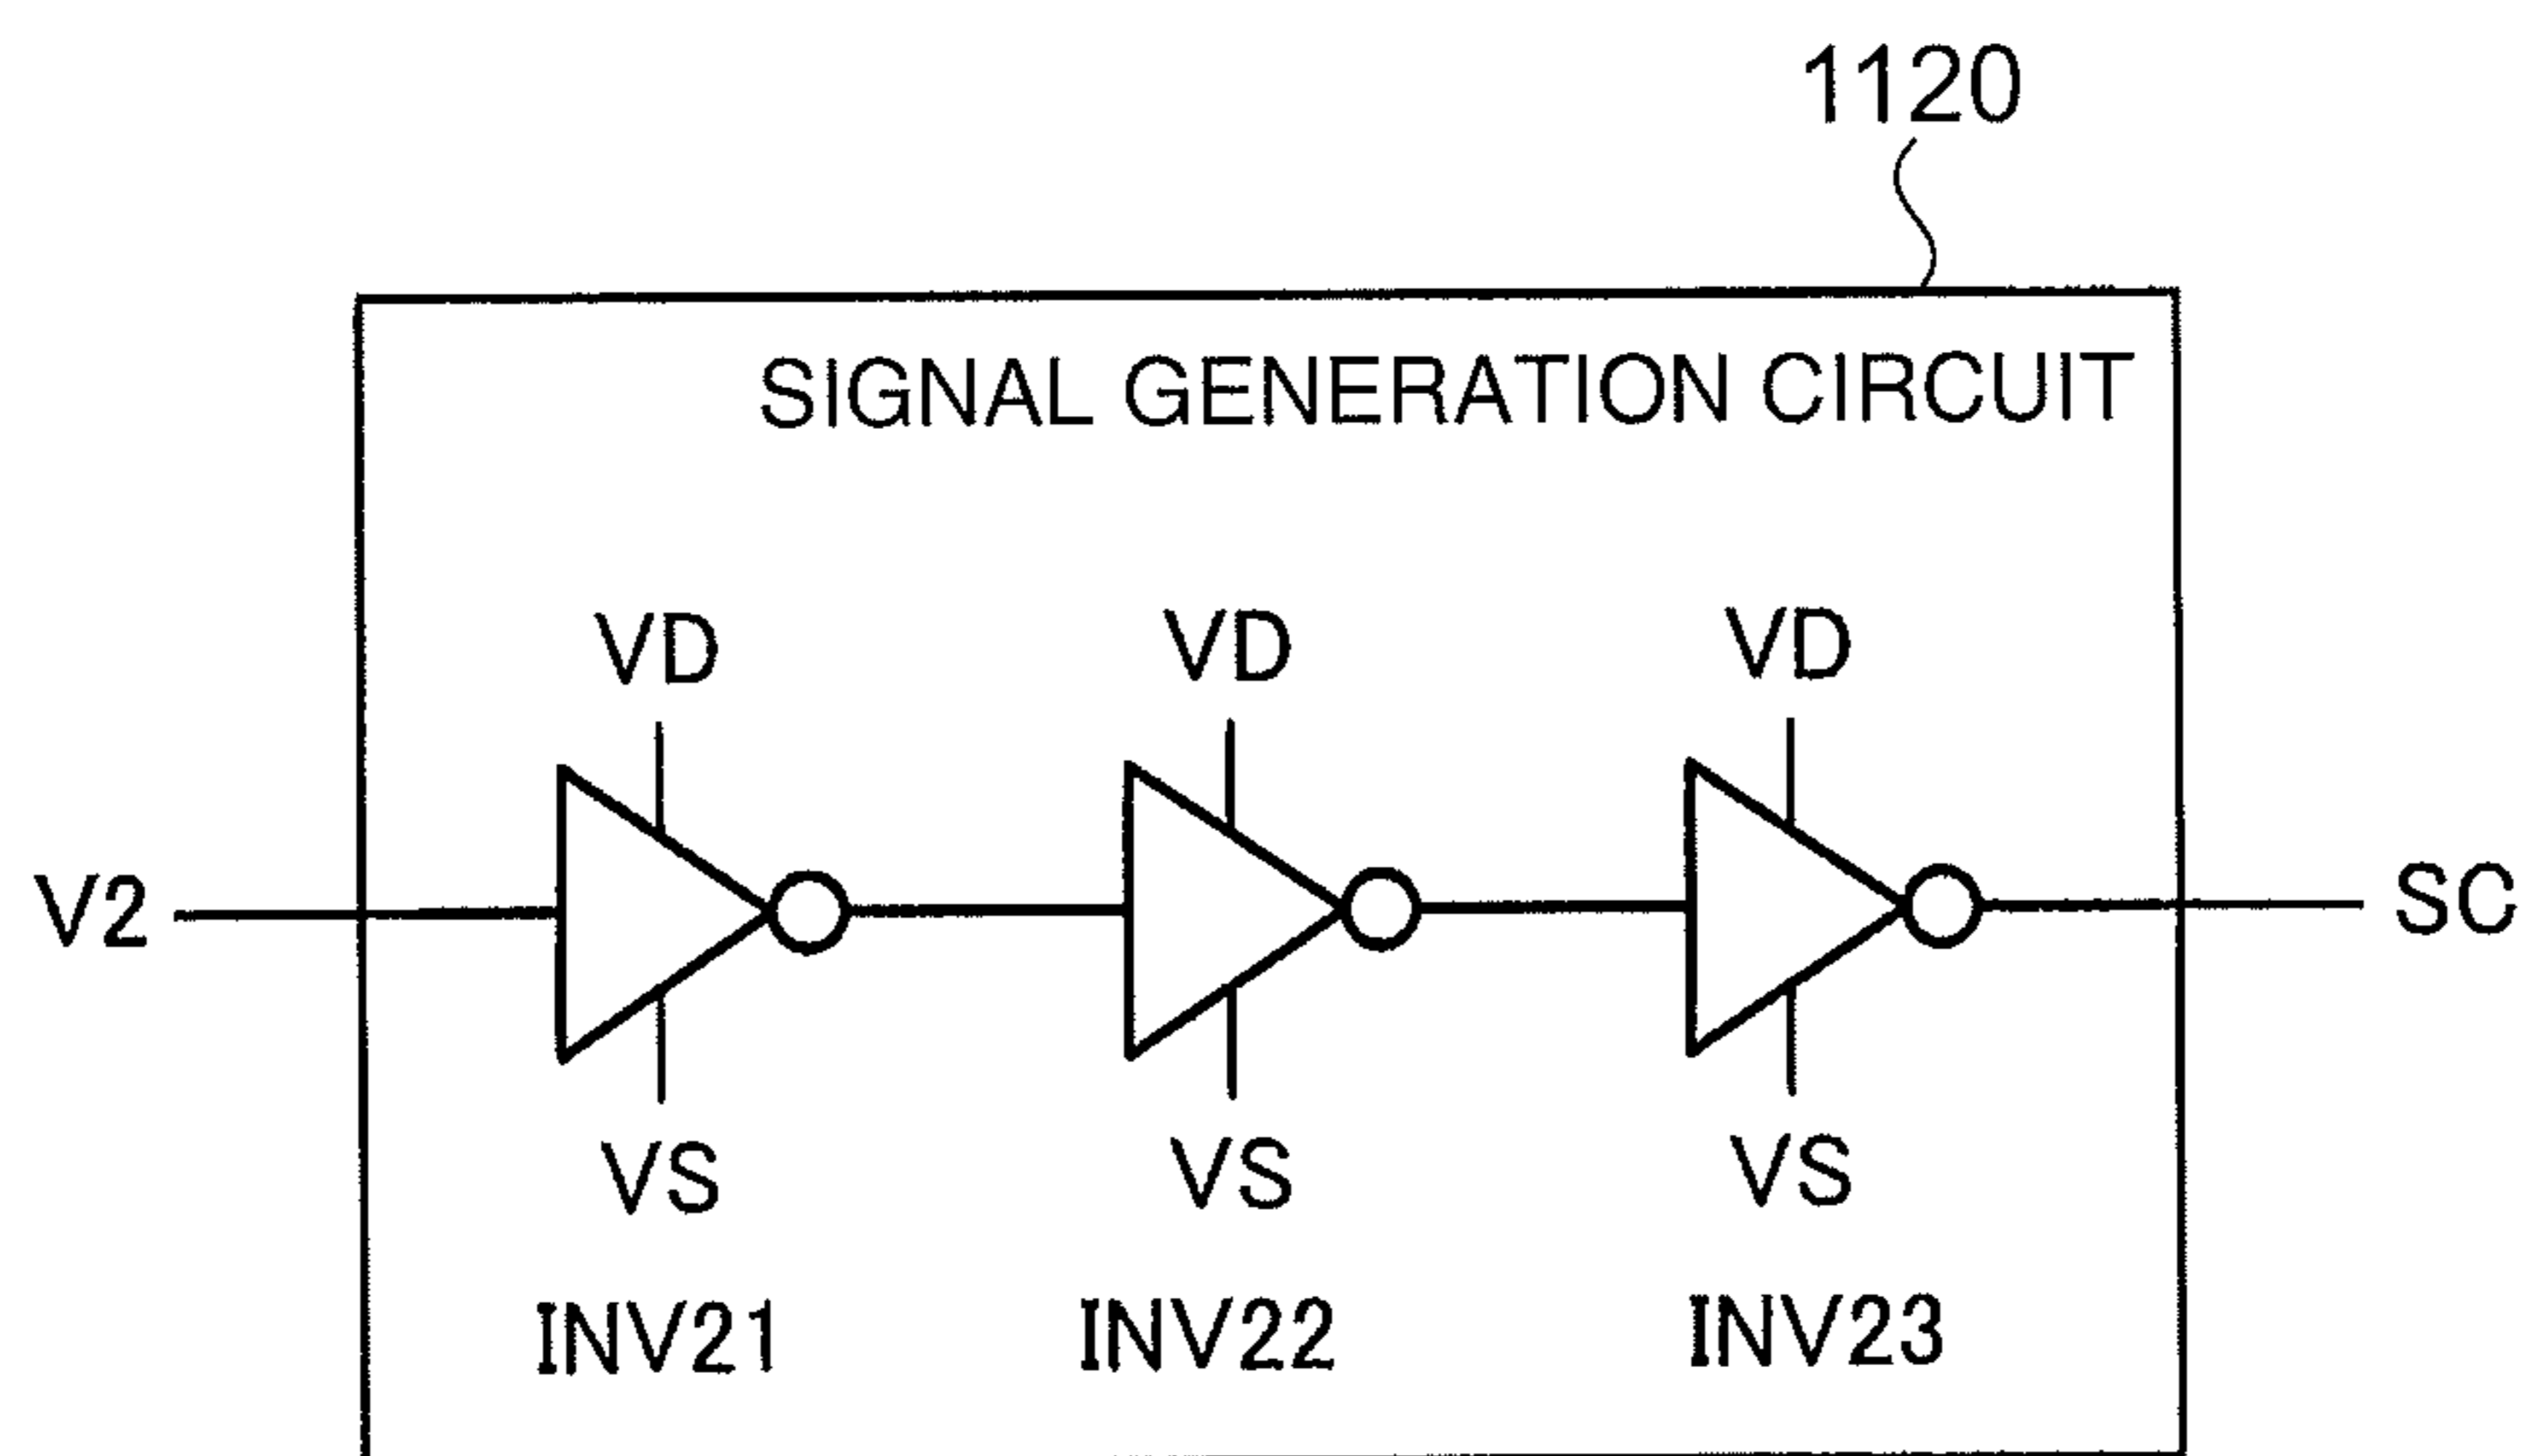 1120
SIGNAL GENERATION CIRCUIT
VD VD VD
V2 SC
VS VS VS
INV21 INV22 INV23